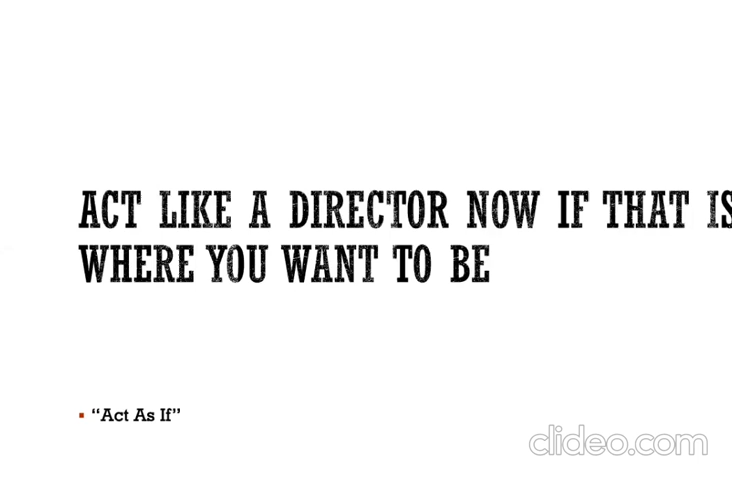 ACT LIKE A DIRECTOR NOW IF THAT IS
WHERE YOU WANT TO BE
▪ “Act As If”
clideo.com